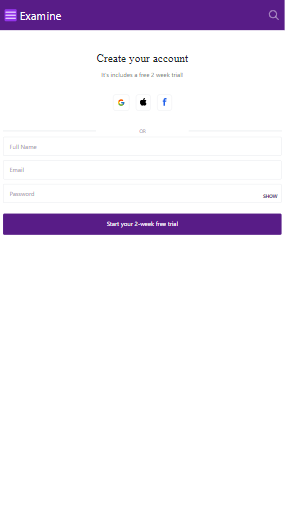 Examine
Create your account
It's includes a free 2 week trial!
OR
Full Name
Email
Password
SHOW
Start your 2-week free trial